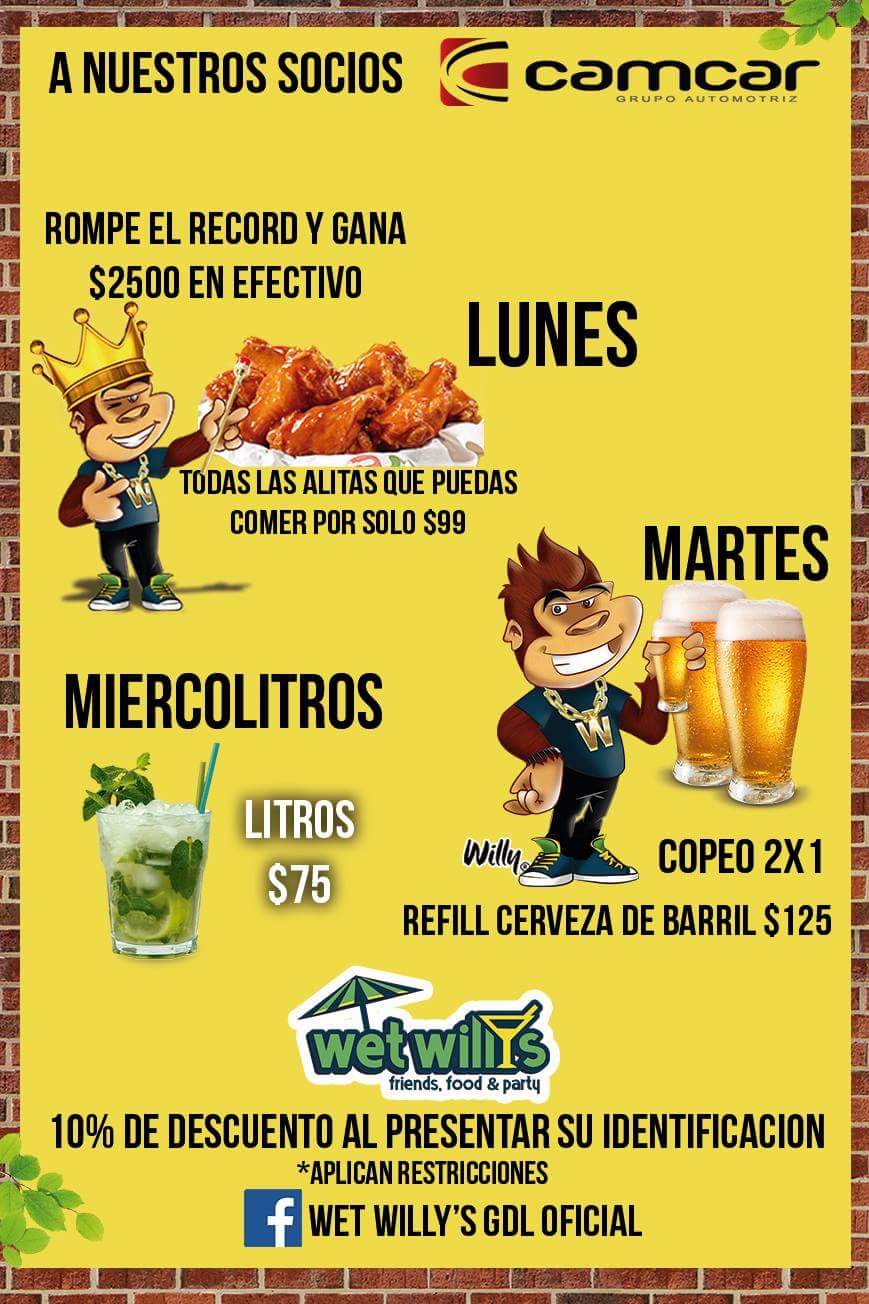 A NUESTROS SOCIOS
camcar
GRUPO AUTOMOTRIZ
ROMPE EL RECORD Y GANA
$2500 EN EFECTIVO
LUNES
W
TODAS LAS ALITAS QUE PUEDAS
COMER POR SOLO $99
MARTES
W
MIERCOLITROS
LITROS
$75
Willy®
COPEO 2X1
REFILL CERVEZA DE BARRIL $125
wet willy's
friends, food & party
10% DE DESCUENTO AL PRESENTAR SU IDENTIFICACION
*APLICAN RESTRICCIONES
f WET WILLY'S GDL OFICIAL